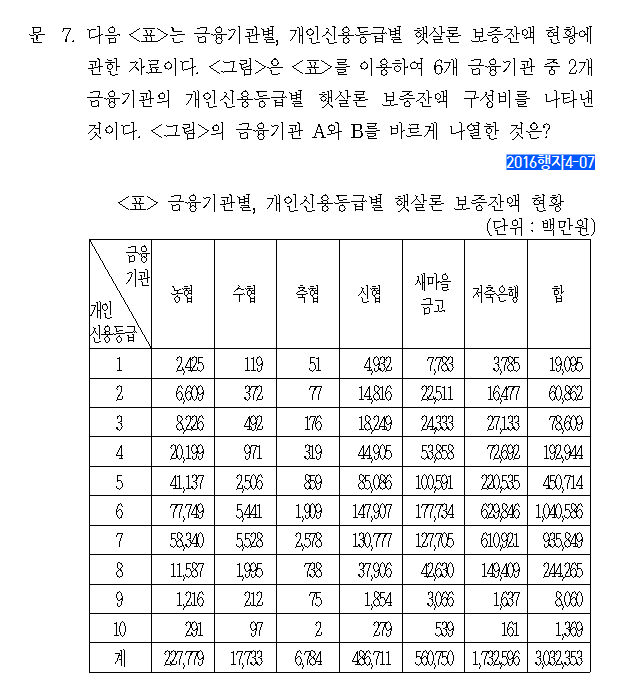 문 7. 다음 <표>는 금융기관별, 개인신용등급별 햇살론 보증잔액 현황에
관한 자료이다. <그림>은 <표>를 이용하여 6개 금융기관 중 2개
금융기관의 개인신용등급별 햇살론 보증잔액 구성비를 나타낸
것이다. <그림>의 금융기관 A와 B를 바르게 나열한 것은?
2016행자4-07
<표> 금융기관별, 개인신용등급별 햇살론 보증잔액 현황
(단위 : 백만원)
금융
기관
개인
신용등급
농협 수협 축협 신협 새마을
금고 저축은행 합
1 2,425 119 51 4,932 7,783 3,785 19,095
2 6,609 372 77 14,816 22,511 16,477 60,862
3 8,226 492 176 18,249 24,333 27,133 78,609
4 20,199 971 319 44,905 53,858 72,692 192,944
5 41,137 2,506 859 85,086 100,591 220,535 450,714
6 77,749 5,441 1,909 147,907 177,734 629,846 1,040,586
7 58,340 5,528 2,578 130,777 127,705 610,921 935,849
8 11,587 1,995 738 37,906 42,630 149,409 244,265
9 1,216 212 75 1,854 3,066 1,637 8,060
10 291 97 2 279 539 161 1,369
계 227,779 17,733 6,784 486,711 560,750 1,732,596 3,032,353